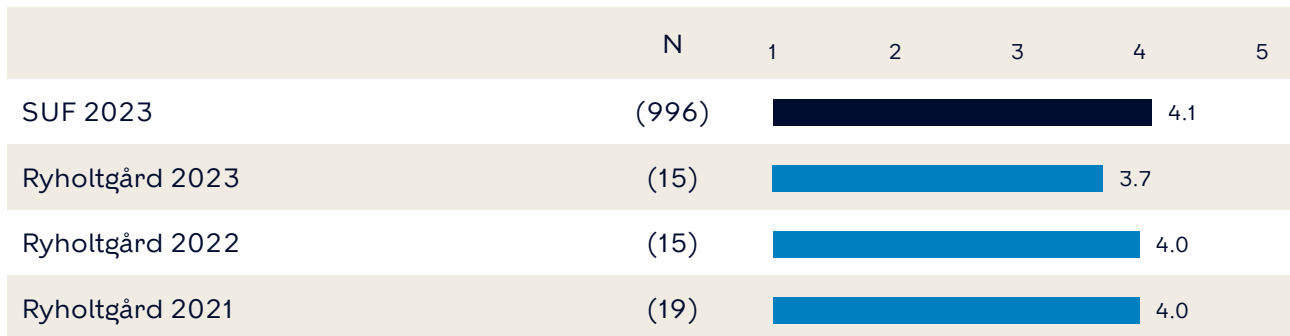 N 1 2 3 4 5
SUF 2023 (996) 4.1
Ryholtgård 2023 (15) 3.7
Ryholtgård 2022 (15) 4.0
Ryholtgård 2021 (19) 4.0